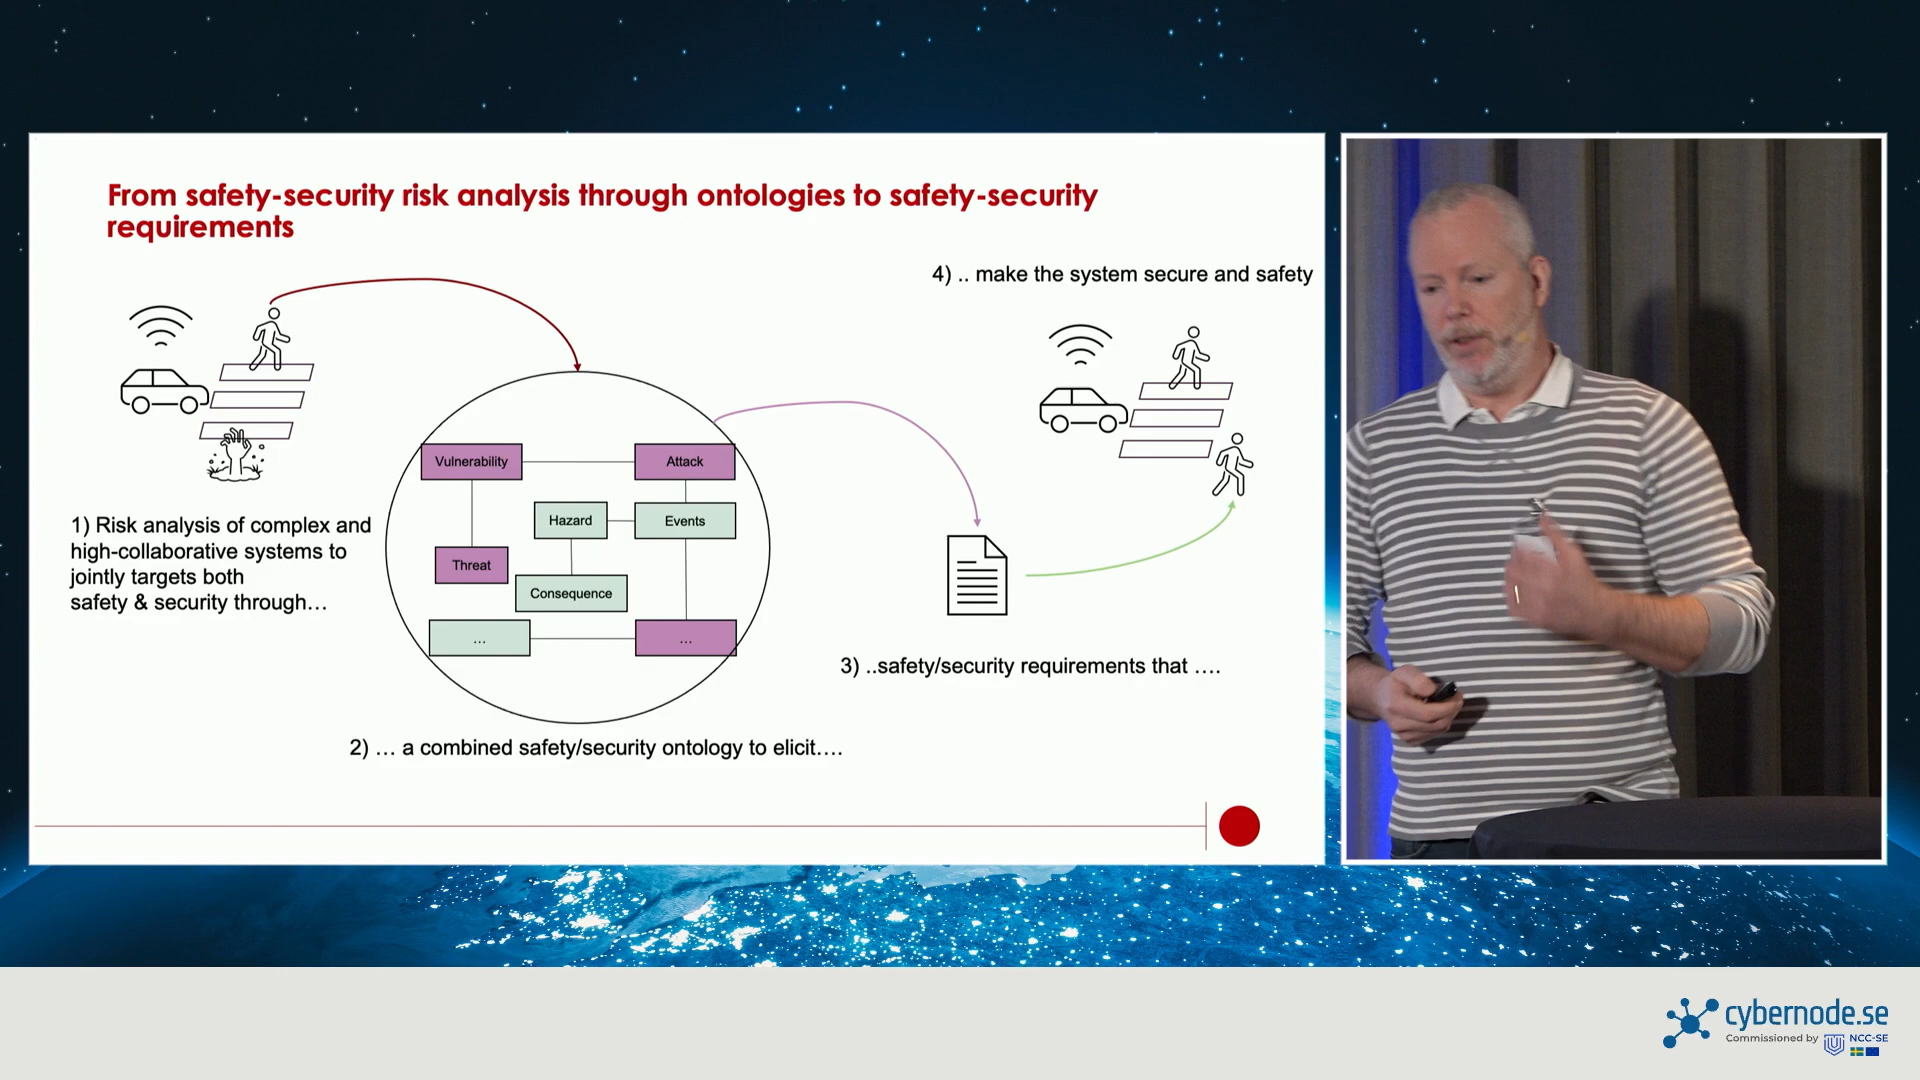 From safety-security risk analysis through ontologies to safety-security
requirements
4) .. make the system secure and safety
Vulnerability
Attack
Hazard
Events
Threat
Consequence
...
...
1) Risk analysis of complex and
high-collaborative systems to
jointly targets both
safety & security through...
3) ..safety/security requirements that ....
2) ... a combined safety/security ontology to elicit....
cybernode.se
Commissioned by NCC-SE